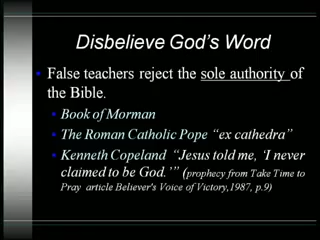 Disbelieve God's Word
• False teachers reject the sole authority of
the Bible.
• Book of Morman
• The Roman Catholic Pope "ex cathedra"
• Kenneth Copeland "Jesus told me, 'I never
claimed to be God.'" (prophecy from Take Time to
Pray article Believer's Voice of Victory,1987, p.9)